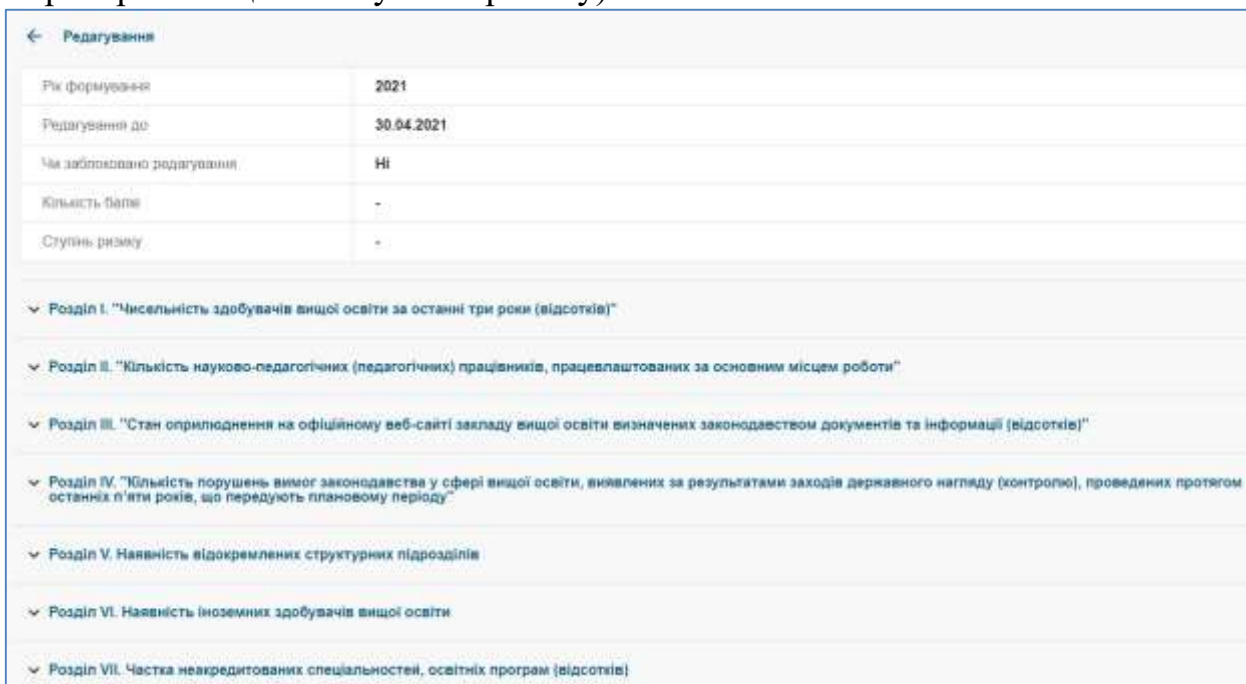 ← Редагування
Рік формування 2021
Редагування до 30.04.2021
Чи заблоковано редагування Ні
Кількість балів -
Ступінь ризику -
Розділ I. "Чисельність здобувачів вищої освіти за останні три роки (відсотків)"
Розділ II. "Кількість науково-педагогічних (педагогічних) працівників, працевлаштованих за основним місцем роботи"
Розділ III. "Стан оприлюднення на офіційному веб-сайті закладу вищої освіти визначених законодавством документів та інформації (відсотків)"
Розділ IV. "Кількість порушень вимог законодавства у сфері вищої освіти, виявлених за результатами заходів державного нагляду (контролю), проведених протягом
останніх п'яти років, що передують плановому періоду"
Розділ V. Наявність відокремлених структурних підрозділів
Розділ VI. Наявність іноземних здобувачів вищої освіти
Розділ VII. Частка неакредитованих спеціальностей, освітніх програм (відсотків)